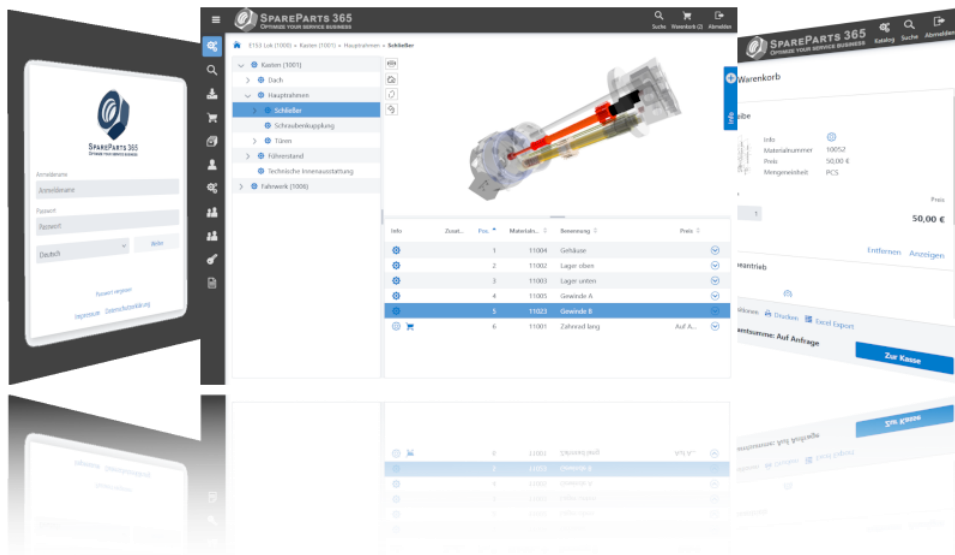 SPAREPARTS 365
OPTIMIZE YOUR SERVICE BUSINESS
Anmeldename
Anmeldename
Passwort
Passwort
Deutsch
Weiter
Passwort vergessen
Impressum Datenschutzerklärung
SPAREPARTS 365
OPTIMIZE YOUR SERVICE BUSINESS
Suche Warenkorb (2) Abmelden
3153 Lok (1000) » Kasten (1001) » Hauptrahmen » Schließer
Kasten (1001)
Dach
Hauptrahmen
Schließer
Schraubenkupplung
Türen
Führerstand
Technische Innenausstattung
Fahrwerk (1006)
Info
Info Zusat... Pos. Materialn... Benennung Preis
1 11004 Gehäuse
2 11002 Lager oben
3 11003 Lager unten
4 11005 Gewinde A
5 11023 Gewinde B
6 11001 Zahnrad lang Auf A...
SPAREPARTS 365
OPTIMIZE YOUR SERVICE BUSINESS
Katalog Suche Abmelden
Warenkorb
eibe
Info
Materialnummer 10052
Preis 50,00 €
Mengeneinheit PCS
Preis
1
50,00 €
Entfernen Anzeigen
eantrieb
Drucken Excel Export
amtsumme: Auf Anfrage
Zur Kasse